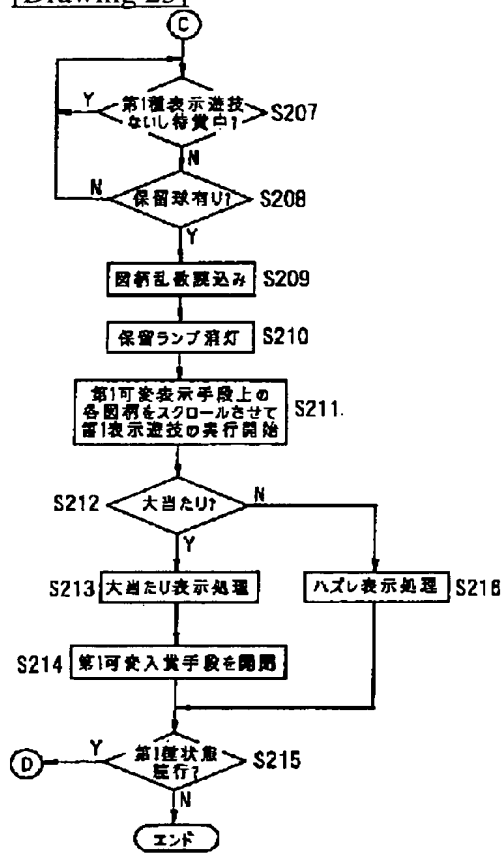 [Drawing 23]
C
第1種表示遊技
ないし特賞中?
Y
S207
N
保留球有り?
N
S208
Y
図柄乱数読込み
S209
保留ランプ消灯
S210
第1可変表示手段上の
各図柄をスクロールさせて
第1表示遊技の実行開始
S211
S212
大当たり?
N
Y
S213
大当たり表示処理
ハズレ表示処理
S216
S214
第1可変入賞手段を開閉
D
Y
第1種状態
続行?
S215
N
エンド